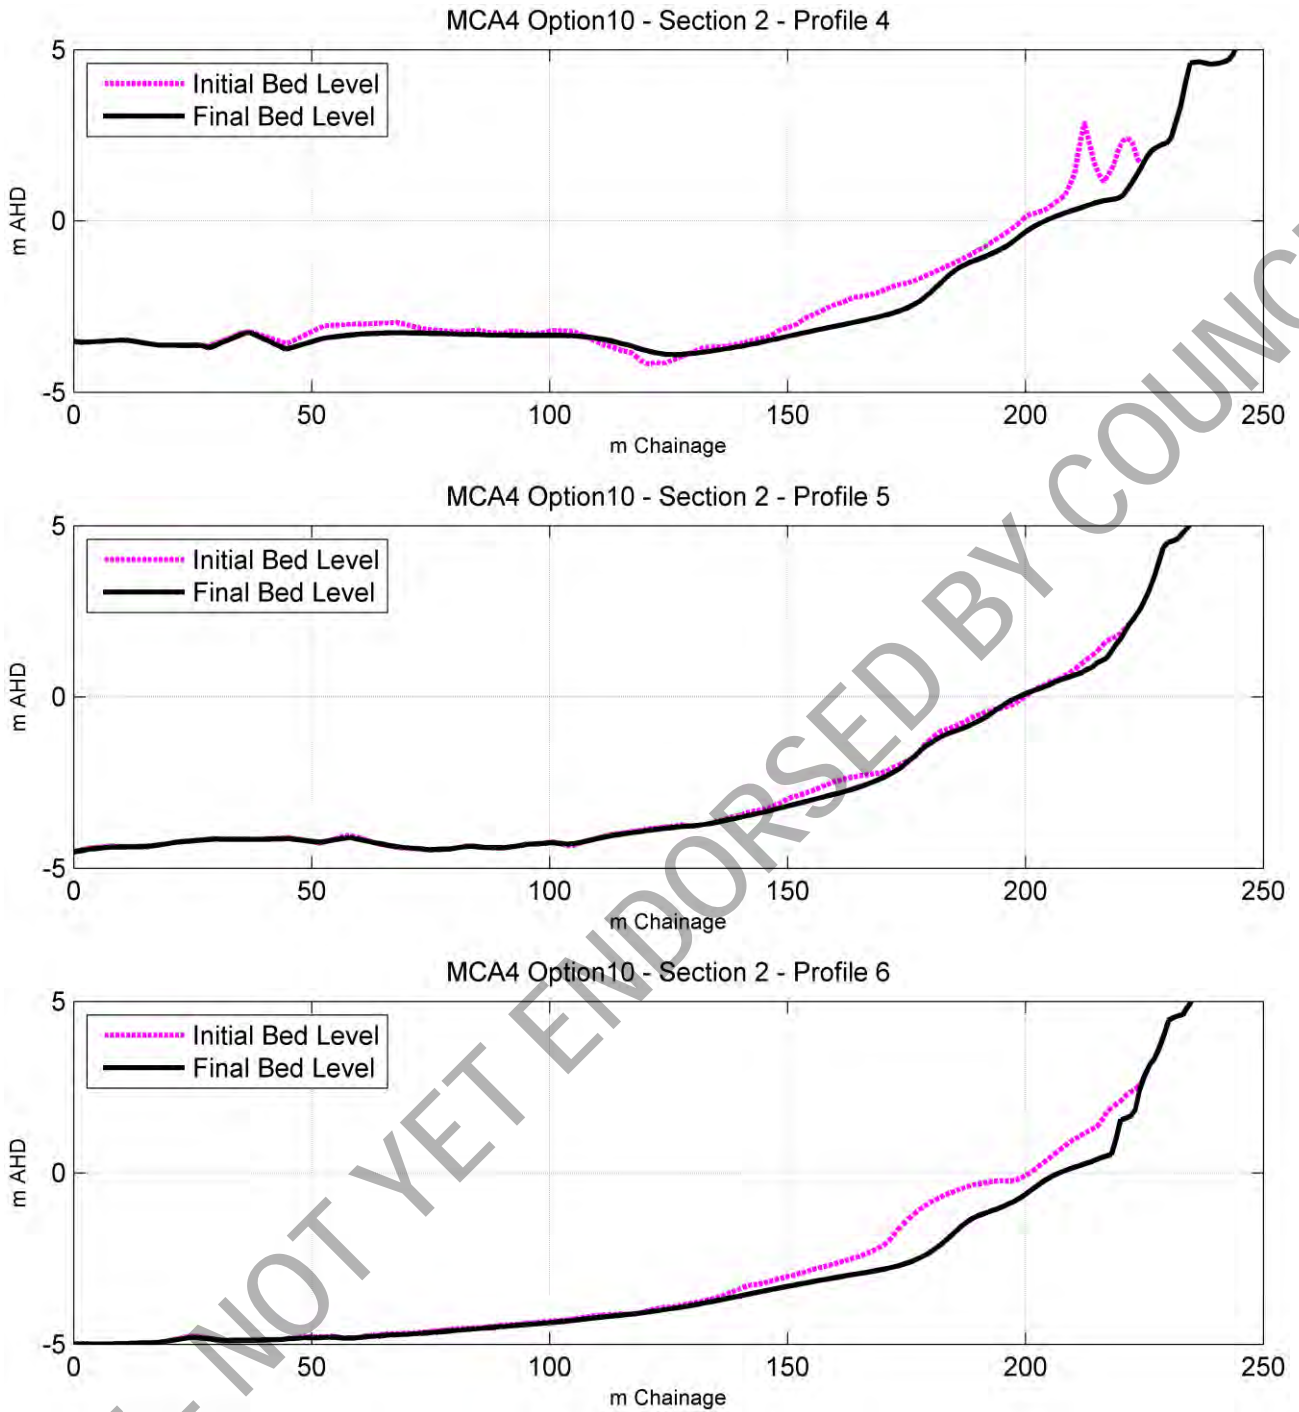 MCA4 Option10 - Section 2 - Profile 4
5
0
-5
m AHD
Initial Bed Level
Final Bed Level
0
50
100
150
200
250
m Chainage
MCA4 Option10 - Section 2 - Profile 5
5
0
-5
m AHD
Initial Bed Level
Final Bed Level
0
50
100
150
200
250
m Chainage
MCA4 Option10 - Section 2 - Profile 6
5
0
-5
m AHD
Initial Bed Level
Final Bed Level
0
50
100
150
200
250
m Chainage
NOT YET ENDORSED BY COUNC